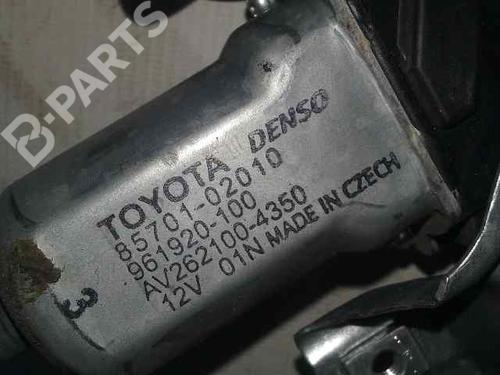 B-PARTS
TOYOTA DENSO
85701-02010
961920-100
AV262100-4350
12V 01N MADE IN CZECH
3